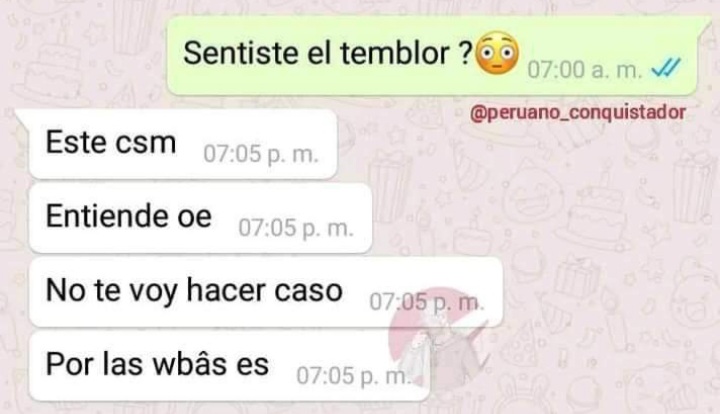 Sentiste el temblor ?😳 07:00 a. m.
@peruano_conquistador
Este csm 07:05 p. m.
Entiende oe 07:05 p. m.
No te voy hacer caso 07:05 p. m.
Por las wbâs es 07:05 p. m.